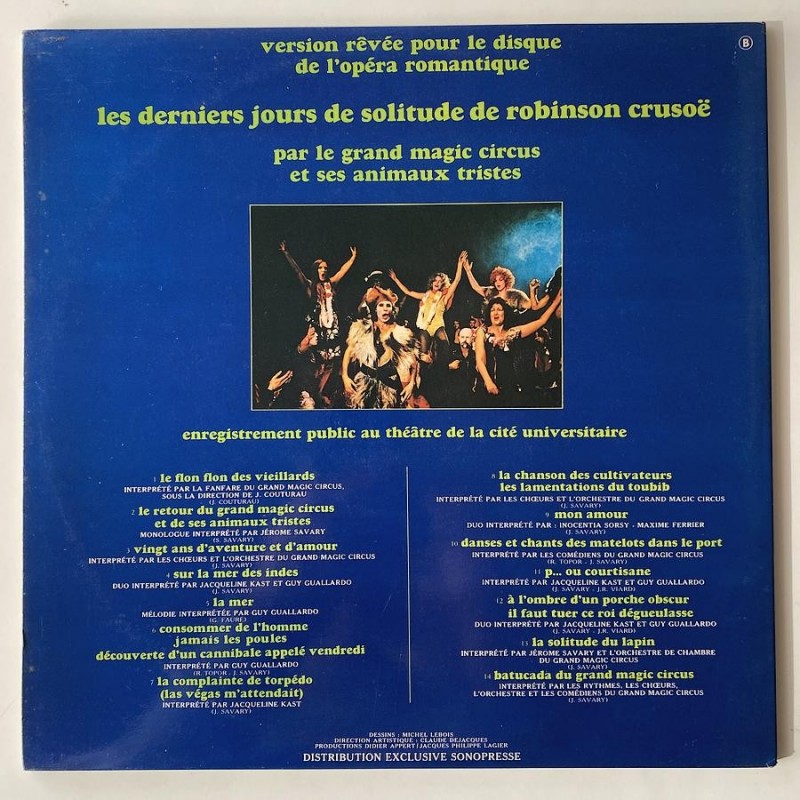 version rêvée pour le disque
de l'opéra romantique
B
les derniers jours de solitude de robinson crusoë
par le grand magic circus
et ses animaux tristes
enregistrement public au théâtre de la cité universitaire
1 le flon flon des vieillards
INTERPRÉTÉ PAR LA FANFARE DU GRAND MAGIC CIRCUS,
SOUS LA DIRECTION DE J. COUTURAU
(J. COUTURAU)
2 le retour du grand magic circus
et de ses animaux tristes
MONOLOGUE INTERPRÉTÉ PAR JÉROME SAVARY
(S. SAVARY)
3 vingt ans d'aventure et d'amour
INTERPRÉTÉ PAR LES CHŒURS ET L'ORCHESTRE DU GRAND MAGIC CIRCUS
(J. SAVARY)
4 sur la mer des indes
DUO INTERPRÉTÉ PAR JACQUELINE KAST ET GUY GUALLARDO
(J. SAVARY)
5 la mer
MÉLODIE INTERPRÉTÉE PAR GUY GUALLARDO
(G. FAURE)
6 consommer de l'homme
jamais les poules
découverte d'un cannibale appelé vendredi
INTERPRÉTÉ PAR GUY GUALLARDO
(R. TOPOR - J. SAVARY)
7 la complainte de torpédo
(las végas m'attendait)
INTERPRÉTÉ PAR JACQUELINE KAST
(J. SAVARY)
8 la chanson des cultivateurs
les lamentations du toubib
INTERPRÉTÉ PAR LES CHŒURS ET L'ORCHESTRE DU GRAND MAGIC CIRCUS
(J. SAVARY)
9 mon amour
DUO INTERPRÉTÉ PAR : INOCENTIA SORSY - MAXIME FERRIER
(J. SAVARY)
10 danses et chants des matelots dans le port
INTERPRÉTÉ PAR LES COMÉDIENS DU GRAND MAGIC CIRCUS
(R. TOPOR - J. SAVARY)
11 p... ou courtisane
INTERPRÉTÉ PAR JACQUELINE KAST ET GUY GUALLARDO
(J. SAVARY - J.R. VIARD)
12 à l'ombre d'un porche obscur
il faut tuer ce roi dégueulasse
DUO INTERPRÉTÉ PAR JACQUELINE KAST ET GUY GUALLARDO
(J. SAVARY - J.R. VIARD)
13 la solitude du lapin
INTERPRÉTÉ PAR JÉROME SAVARY ET L'ORCHESTRE DE CHAMBRE
DU GRAND MAGIC CIRCUS
(J. SAVARY)
14 batucada du grand magic circus
INTERPRÉTÉ PAR LES RYTHMES, LES CHŒURS,
L'ORCHESTRE ET LES COMÉDIENS DU GRAND MAGIC CIRCUS
(J. SAVARY)
DESSINS : MICHEL LEBOIS
DIRECTION ARTISTIQUE : CLAUDE DEJACQUES
PRODUCTIONS DIDIER APPERT/JACQUES PHILIPPE LAGIER
DISTRIBUTION EXCLUSIVE SONOPRESSE